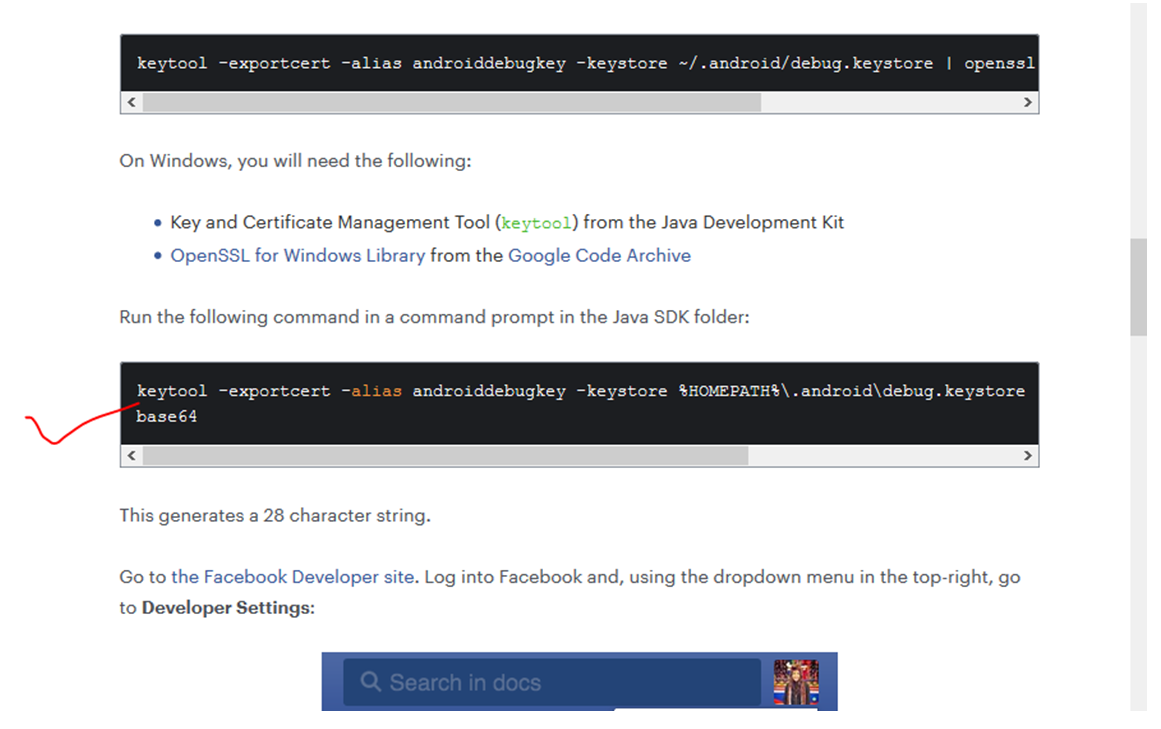 keytool -exportcert -alias androiddebugkey -keystore ~/.android/debug.keystore | openssl
On Windows, you will need the following:
• Key and Certificate Management Tool (keytool) from the Java Development Kit
• OpenSSL for Windows Library from the Google Code Archive
Run the following command in a command prompt in the Java SDK folder:
keytool -exportcert -alias androiddebugkey -keystore %HOMEPATH%\.android\debug.keystore
base64
This generates a 28 character string.
Go to the Facebook Developer site. Log into Facebook and, using the dropdown menu in the top-right, go
to Developer Settings:
Search in docs